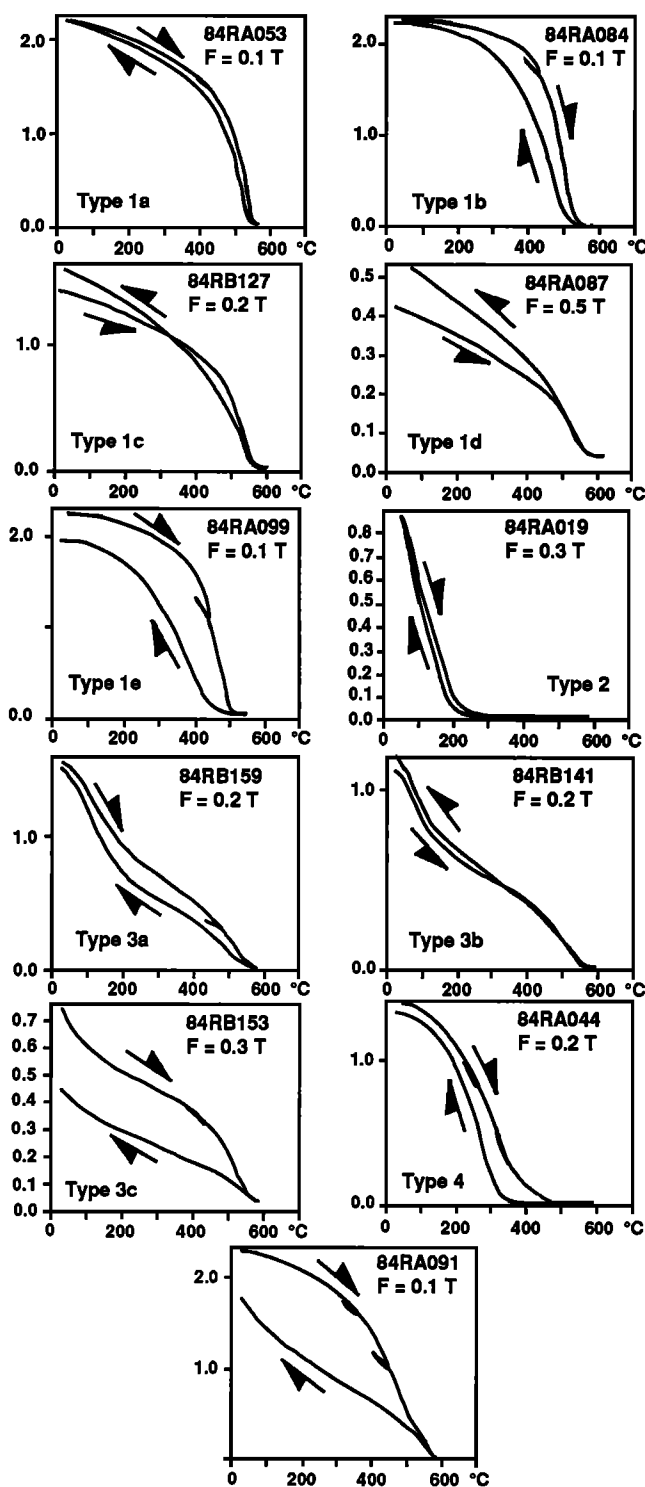 84RA053
F = 0.1 T
2.0
1.0
0.0
Type 1a
0 200 400 600 °C
84RA084
F = 0.1 T
2.0
1.0
0.0
Type 1b
0 200 400 600 °C
84RB127
F = 0.2 T
1.0
0.0
Type 1c
0 200 400 600 °C
84RA087
F = 0.5 T
0.5
0.4
0.3
0.2
0.1
0.0
Type 1d
0 200 400 600 °C
84RA099
F = 0.1 T
2.0
0.0
Type 1e
200 400 600 °C
84RA019
F = 0.3 T
0.8
0.7
0.6
0.5
0.4
0.3
0.2
0.1
0.0
Type 2
200 400 600 °C
84RB159
F = 0.2 T
1.0
0.0
Type 3a
200 400 600 °C
84RB141
F = 0.2 T
1.0
0.0
Type 3b
200 400 600 °C
84RB153
F = 0.3 T
0.7
0.6
0.5
0.4
0.3
0.2
0.1
0.0
Type 3c
0 200 400 600 °C
84RA044
F = 0.2 T
1.0
0.0
Type 4
0 200 400 600 °C
84RA091
F = 0.1 T
2.0
1.0
0 200 400 600 °C